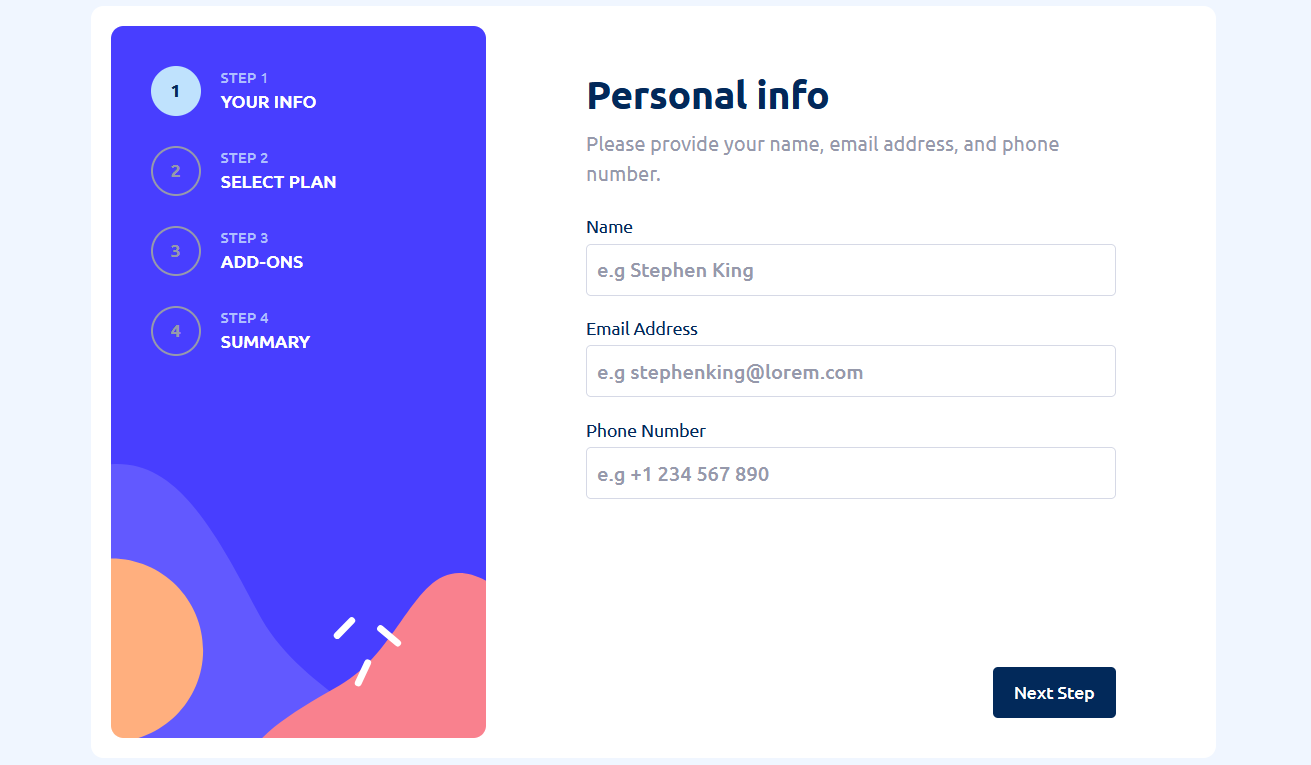 1
STEP 1
YOUR INFO
2
STEP 2
SELECT PLAN
3
STEP 3
ADD-ONS
4
STEP 4
SUMMARY
Personal info
Please provide your name, email address, and phone
number.
Name
e.g Stephen King
Email Address
e.g stephenking@lorem.com
Phone Number
e.g +1 234 567 890
Next Step